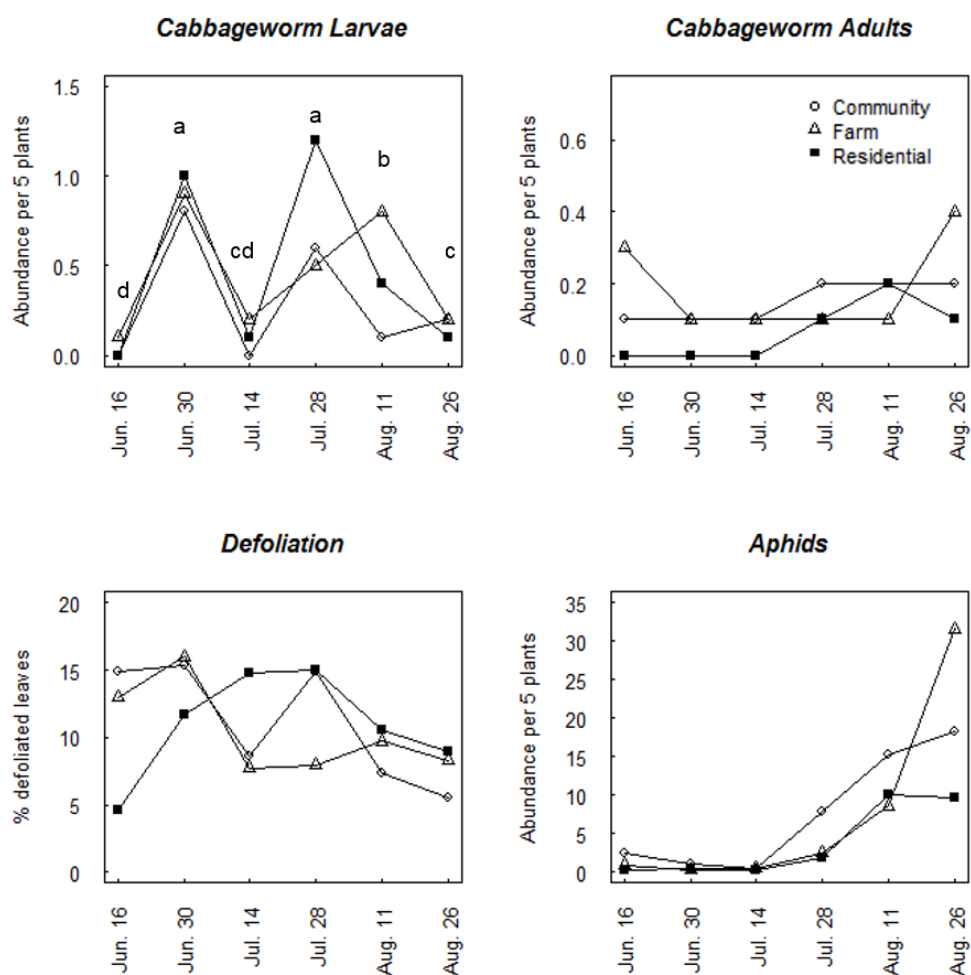 Cabbageworm Larvae
Abundance per 5 plants
1.5
1.0
0.5
0.0
d
a
cd
a
b
c
Jun. 16
Jun. 30
Jul. 14
Jul. 28
Aug. 11
Aug. 26
Cabbageworm Adults
Abundance per 5 plants
0.6
0.4
0.2
0.0
Community
Farm
Residential
Jun. 16
Jun. 30
Jul. 14
Jul. 28
Aug. 11
Aug. 26
Defoliation
% defoliated leaves
20
15
10
5
0
Jun. 16
Jun. 30
Jul. 14
Jul. 28
Aug. 11
Aug. 26
Aphids
Abundance per 5 plants
35
30
25
20
15
10
5
0
Jun. 16
Jun. 30
Jul. 14
Jul. 28
Aug. 11
Aug. 26